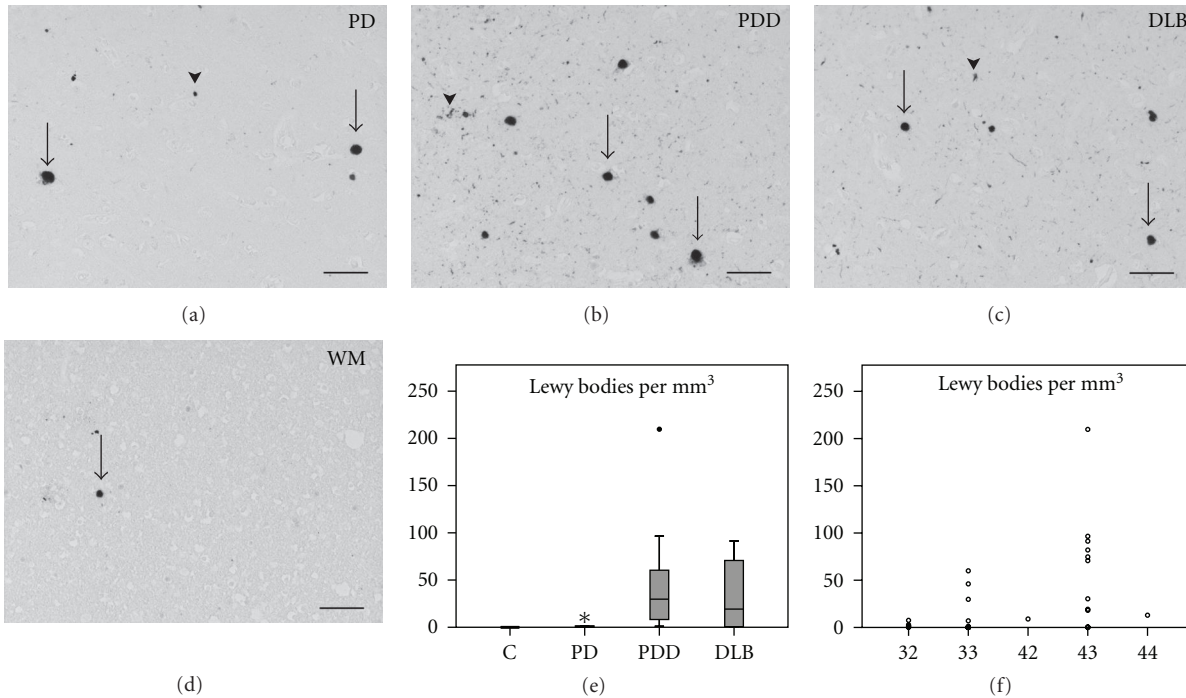 PD
PDD
DLB
(a)
(b)
(c)
WM
(d)
Lewy bodies per mm³
250
200
150
100
50
0
*
C PD PDD DLB
(e)
Lewy bodies per mm³
250
200
150
100
50
0
32 33 42 43 44
(f)